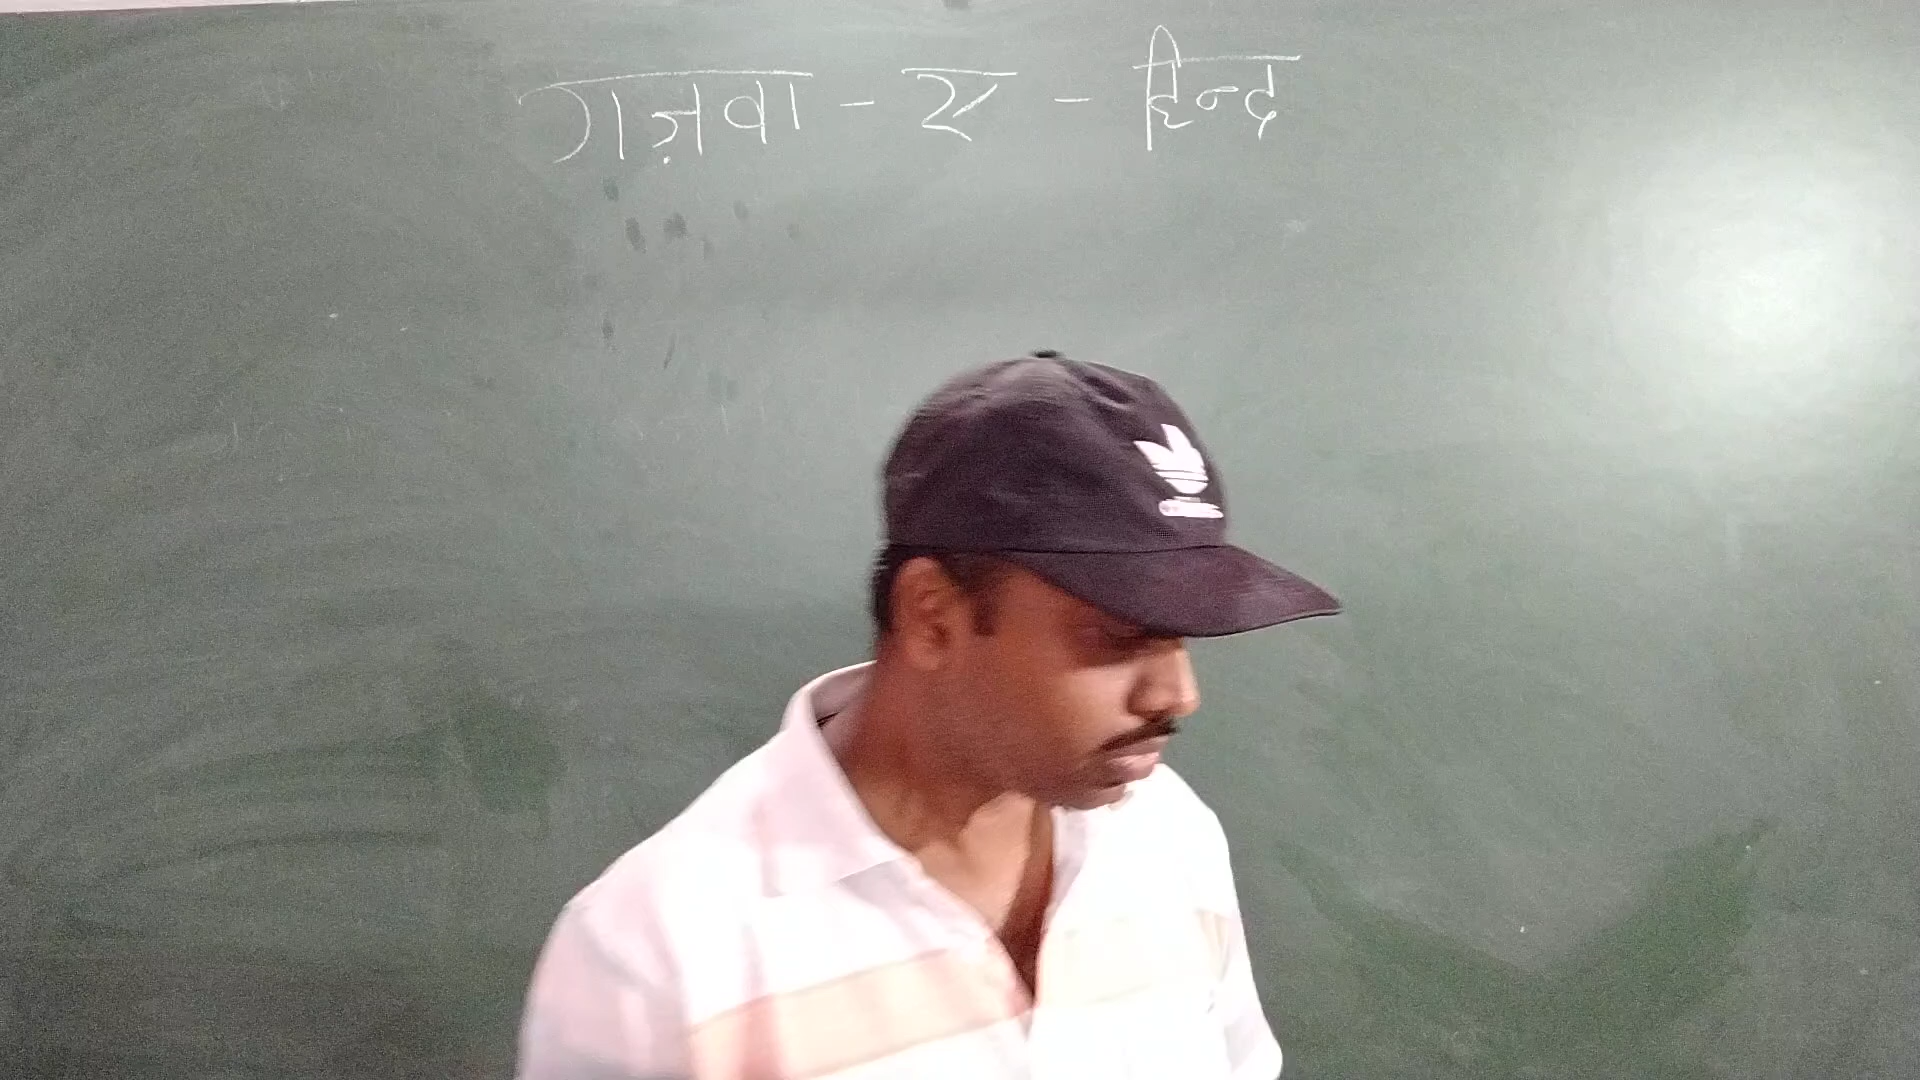 गज़वा - ए - हिन्द